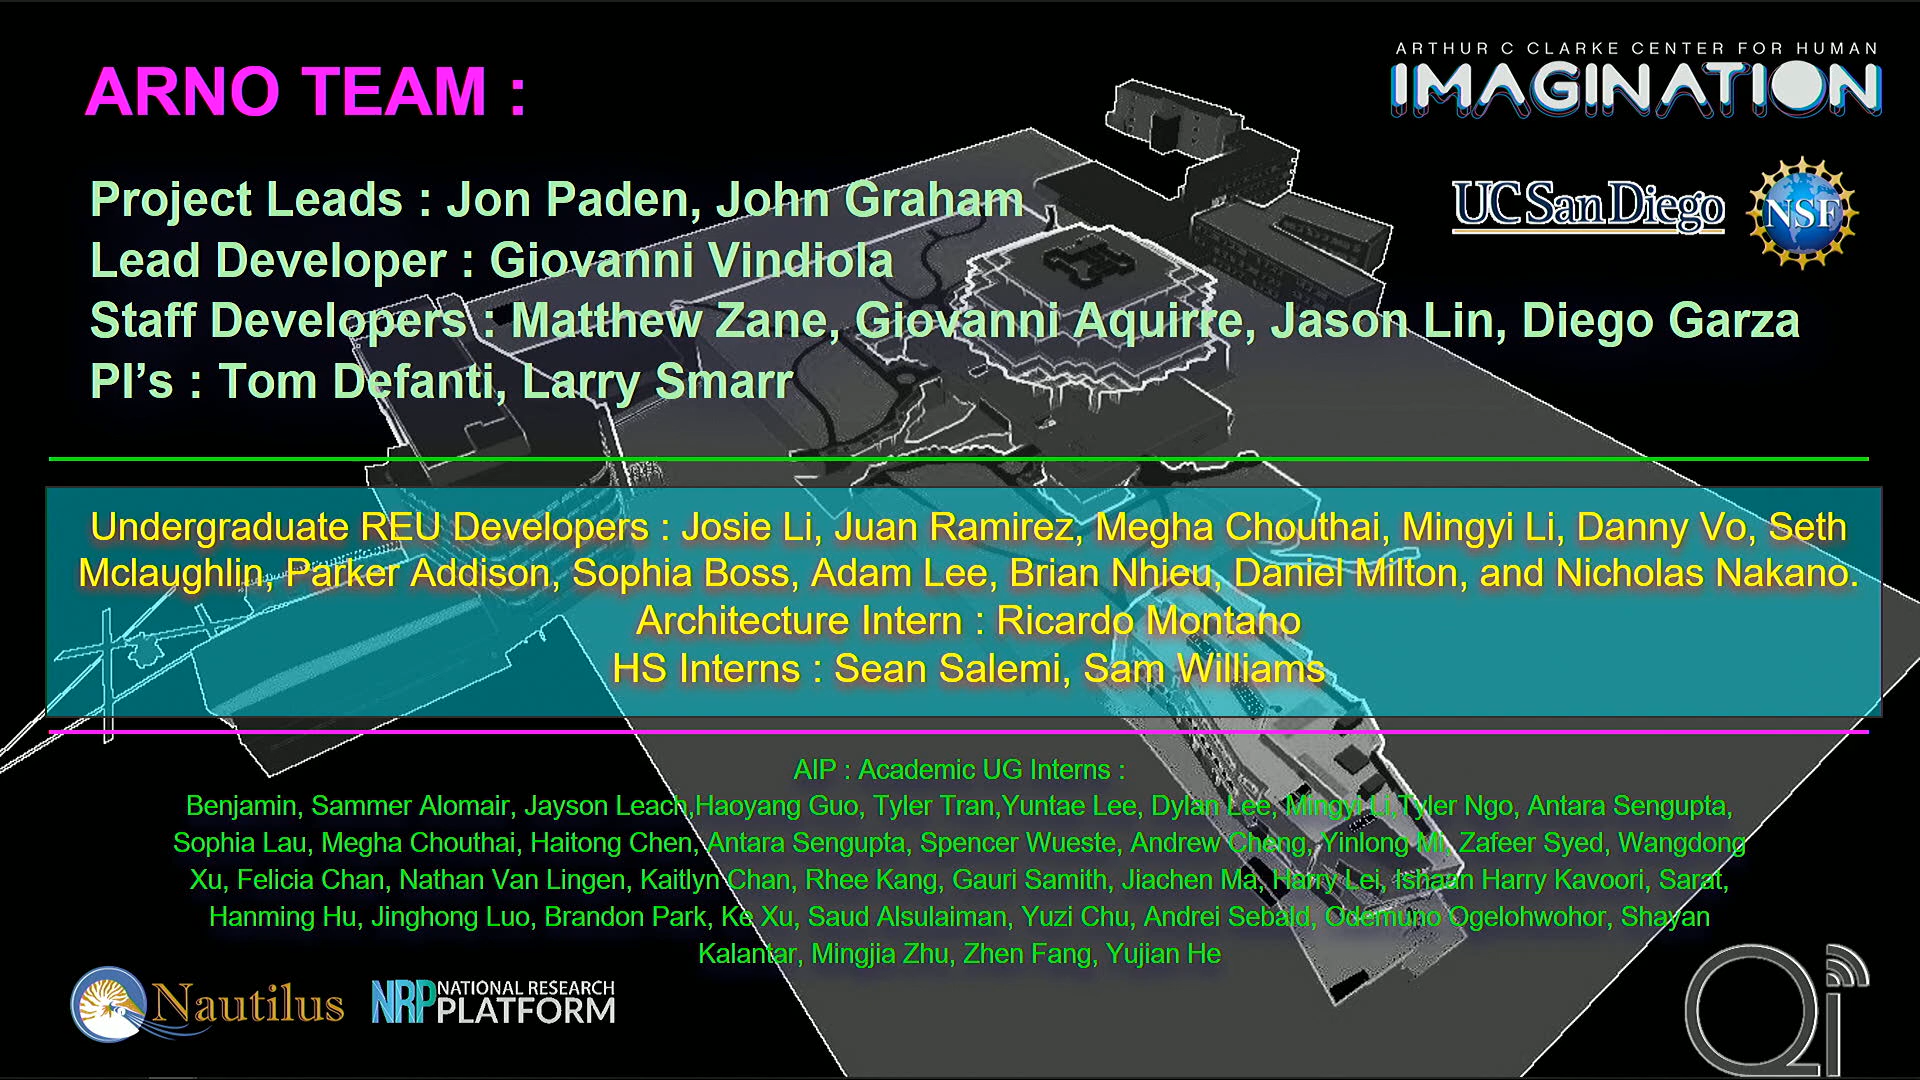 ARTHUR C CLARKE CENTER FOR HUMAN
IMAGINATION
ARNO TEAM :
UC San Diego
NSF
Project Leads : Jon Paden, John Graham
Lead Developer : Giovanni Vindiola
Staff Developers : Matthew Zane, Giovanni Aquirre, Jason Lin, Diego Garza
PI’s : Tom Defanti, Larry Smarr
Undergraduate REU Developers : Josie Li, Juan Ramirez, Megha Chouthai, Mingyi Li, Danny Vo, Seth
Mclaughlin, Parker Addison, Sophia Boss, Adam Lee, Brian Nhieu, Daniel Milton, and Nicholas Nakano.
Architecture Intern : Ricardo Montano
HS Interns : Sean Salemi, Sam Williams
AIP : Academic UG Interns :
Benjamin, Sammer Alomair, Jayson Leach,Haoyang Guo, Tyler Tran,Yuntae Lee, Dylan Lee, Mingyi Li,Tyler Ngo, Antara Sengupta,
Sophia Lau, Megha Chouthai, Haitong Chen, Antara Sengupta, Spencer Wueste, Andrew Cheng, Yinlong Mi, Zafeer Syed, Wangdong
Xu, Felicia Chan, Nathan Van Lingen, Kaitlyn Chan, Rhee Kang, Gauri Samith, Jiachen Ma, Harry Lei, Ishaan Harry Kavoori, Sarat,
Hanming Hu, Jinghong Luo, Brandon Park, Ke Xu, Saud Alsulaiman, Yuzi Chu, Andrei Sebald, Odemuno Ogelohwohor, Shayan
Kalantar, Mingjia Zhu, Zhen Fang, Yujian He
Nautilus
NRP NATIONAL RESEARCH
PLATFORM
QI